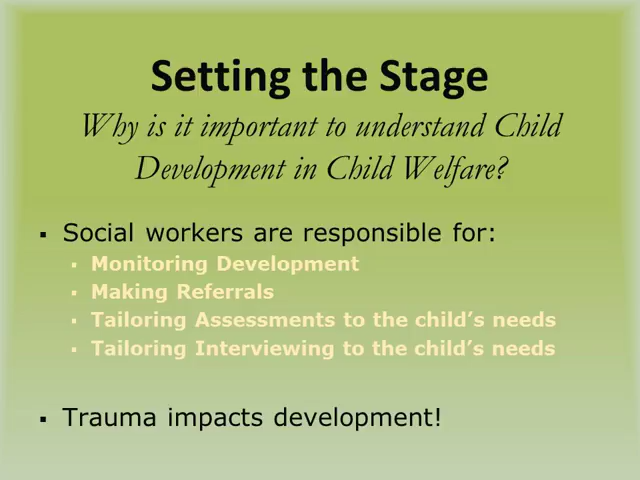 Setting the Stage
Why is it important to understand Child
Development in Child Welfare?
▪ Social workers are responsible for:
▪ Monitoring Development
▪ Making Referrals
▪ Tailoring Assessments to the child’s needs
▪ Tailoring Interviewing to the child’s needs
▪ Trauma impacts development!